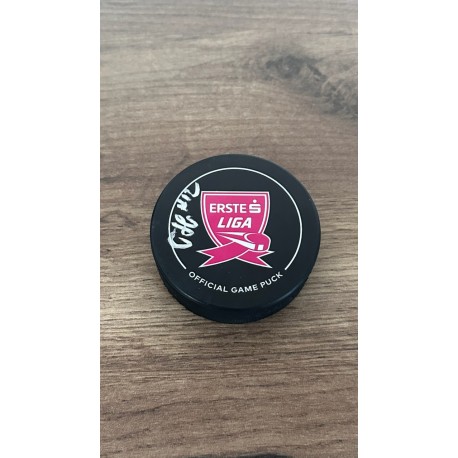 ERSTE S
LIGA
OFFICIAL GAME PUCK